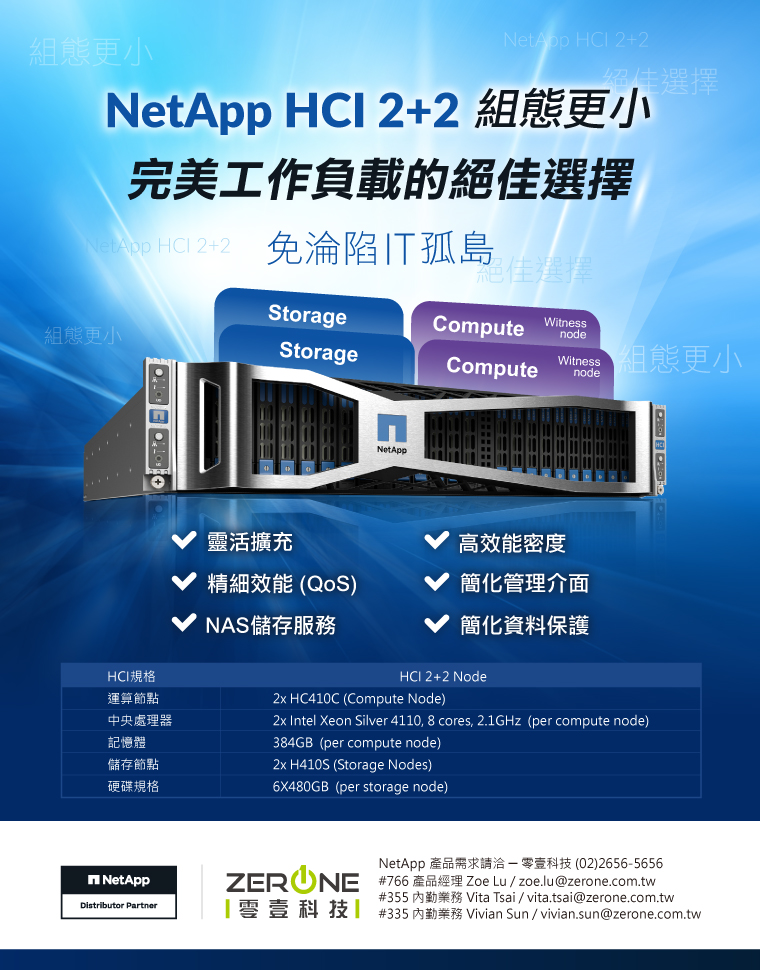 組態更小
NetApp HCI 2+2
絕佳選擇
NetApp HCI 2+2 組態更小
完美工作負載的絕佳選擇
NetApp HCI 2+2
免淪陷IT孤島
絕佳選擇
組態更小
組態更小
Storage
Storage
Compute Witness node
Compute Witness node
NetApp
HCI
靈活擴充
高效能密度
精細效能 (QoS)
簡化管理介面
NAS儲存服務
簡化資料保護
HCI規格 HCI 2+2 Node
運算節點 2x HC410C (Compute Node)
中央處理器 2x Intel Xeon Silver 4110, 8 cores, 2.1GHz (per compute node)
記憶體 384GB (per compute node)
儲存節點 2x H410S (Storage Nodes)
硬碟規格 6X480GB (per storage node)
NetApp
Distributor Partner
ZERONE
零壹科技
NetApp 產品需求請洽 ─ 零壹科技 (02)2656-5656
#766 產品經理 Zoe Lu / zoe.lu@zerone.com.tw
#355 內勤業務 Vita Tsai / vita.tsai@zerone.com.tw
#335 內勤業務 Vivian Sun / vivian.sun@zerone.com.tw